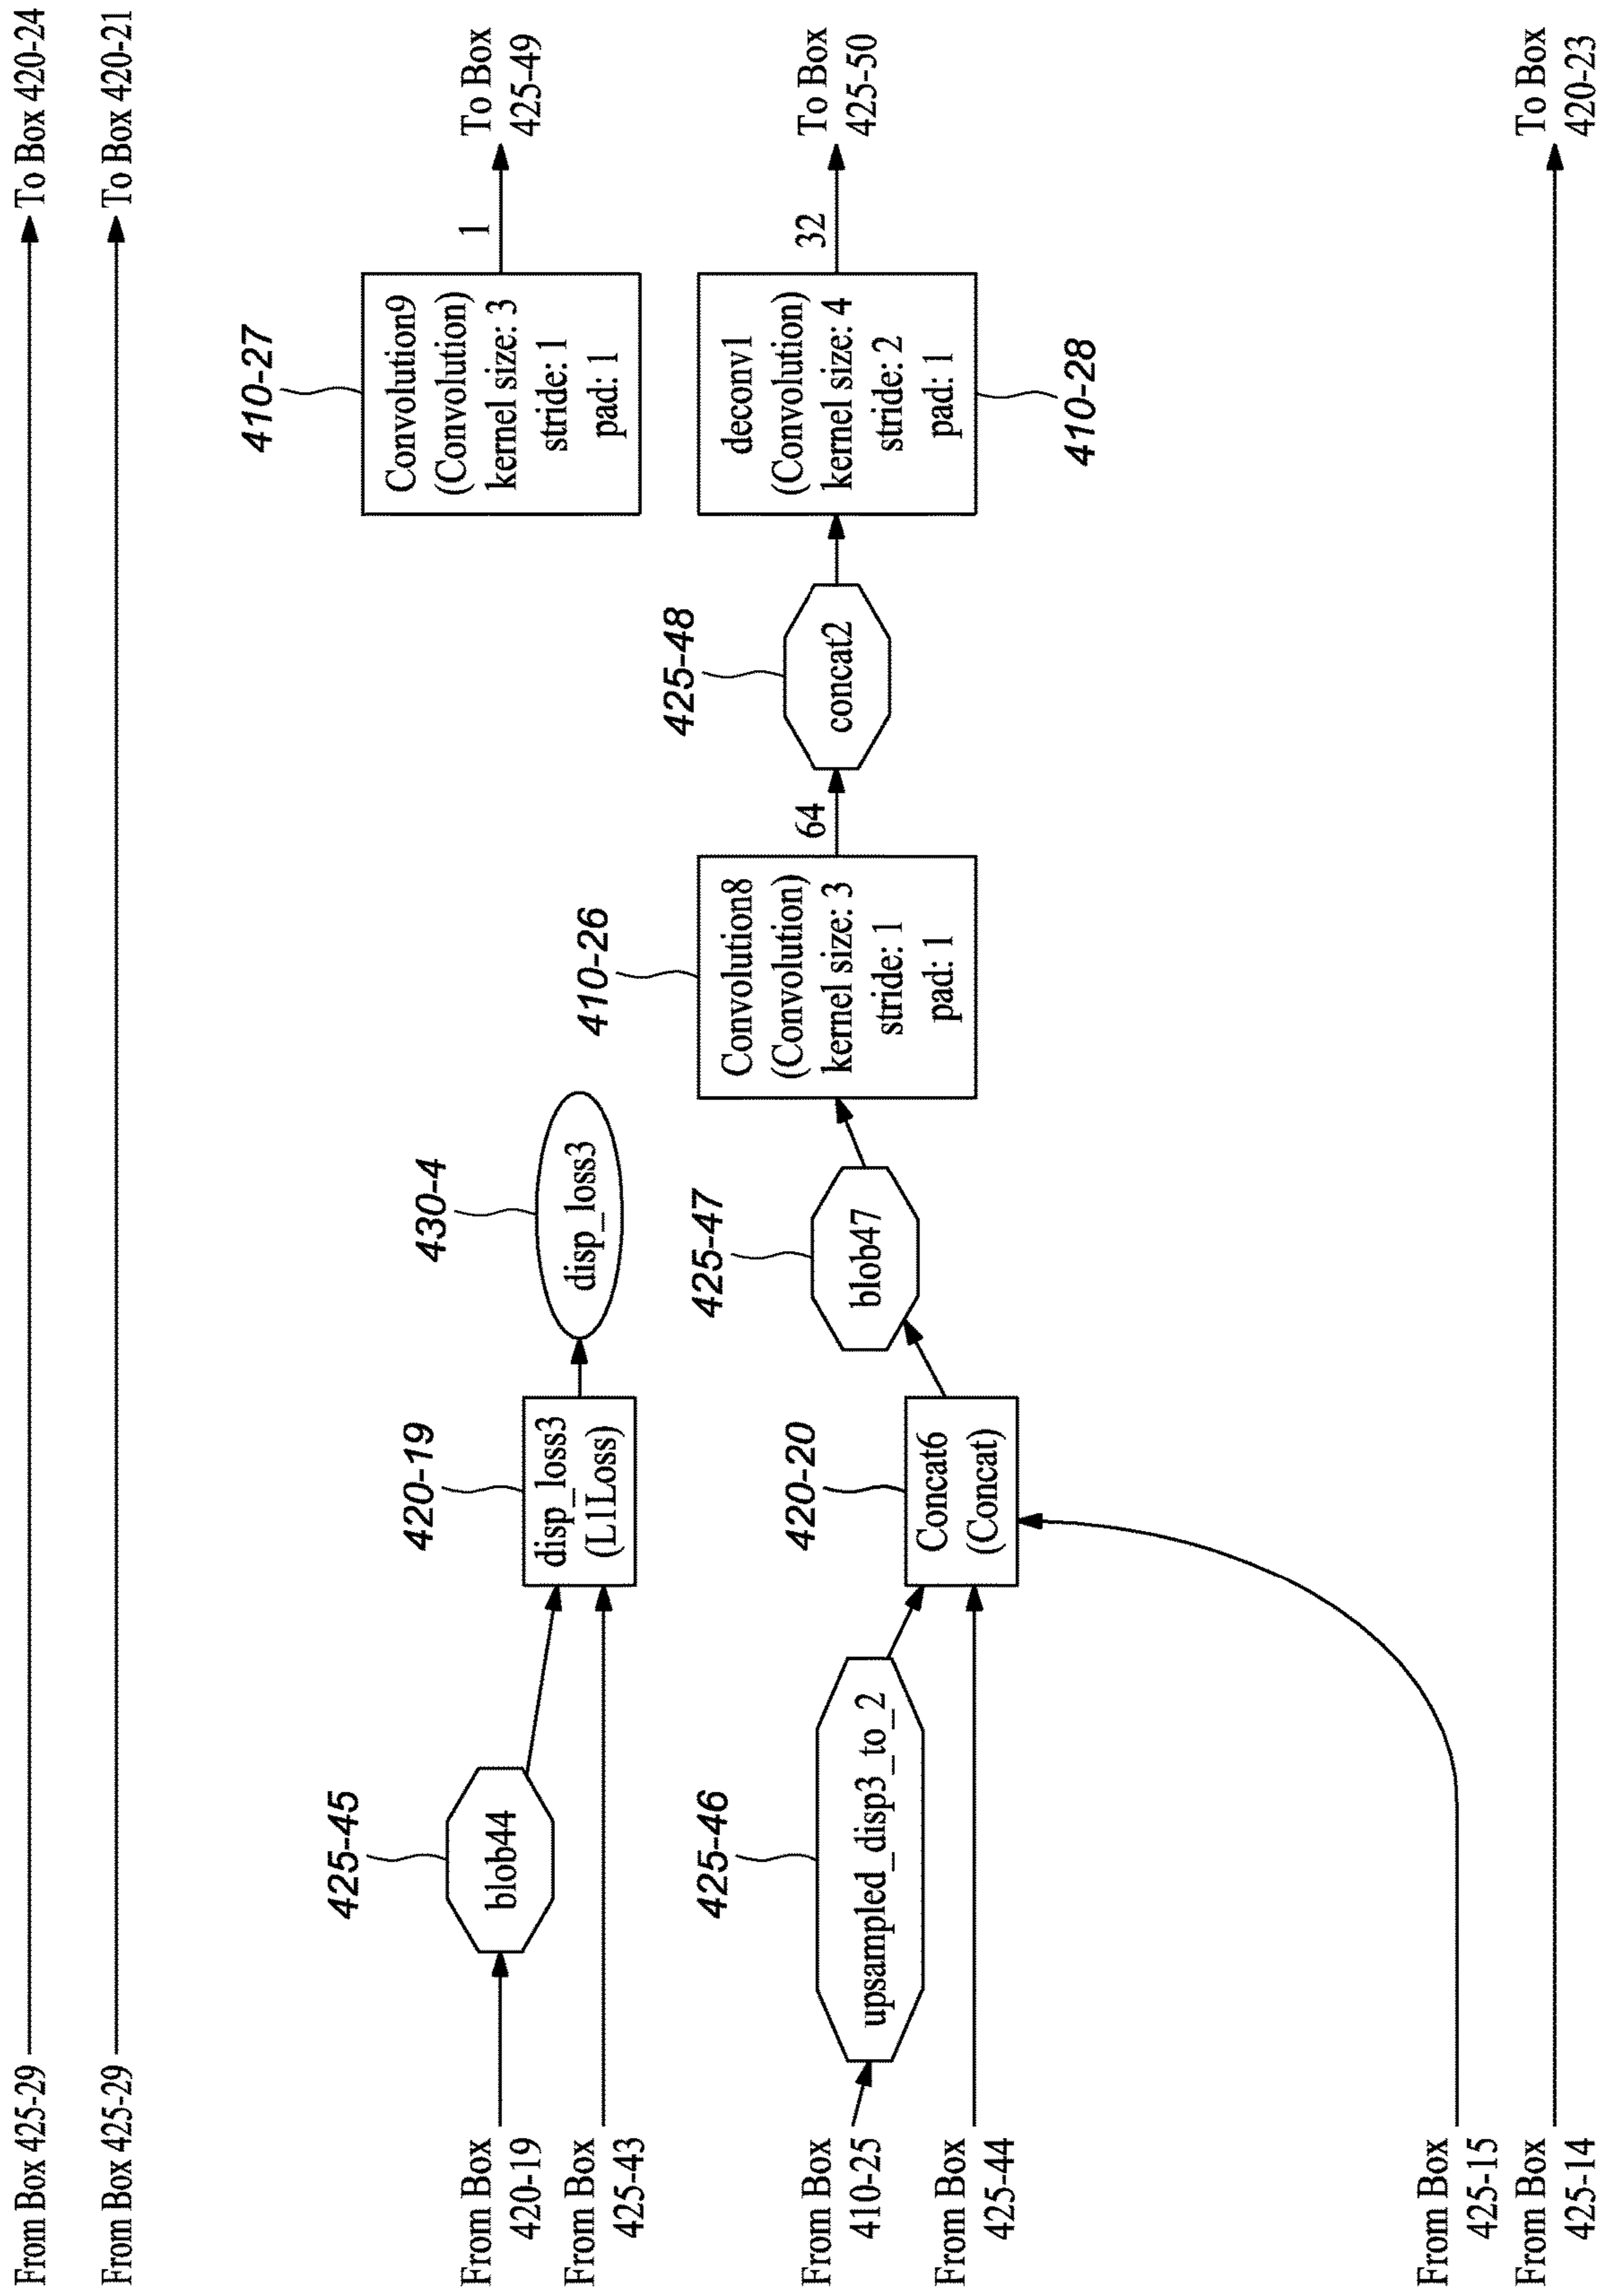 From Box 425-29
To Box 420-24
From Box 425-29
To Box 420-21
410-27
Convolution9
(Convolution)
kernel size: 3
stride: 1
pad: 1
1
To Box
425-49
425-45
blob44
From Box
420-19
From Box
425-43
420-19
disp_loss3
(L1Loss)
430-4
disp_loss3
425-46
upsampled_disp3_to_2
From Box
410-25
From Box
425-44
420-20
Concat6
(Concat)
425-47
blob47
410-26
Convolution8
(Convolution)
kernel size: 3
stride: 1
pad: 1
64
425-48
concat2
deconv1
(Convolution)
kernel size: 4
stride: 2
pad: 1
410-28
32
To Box
425-50
From Box
425-15
From Box
425-14
To Box
420-23